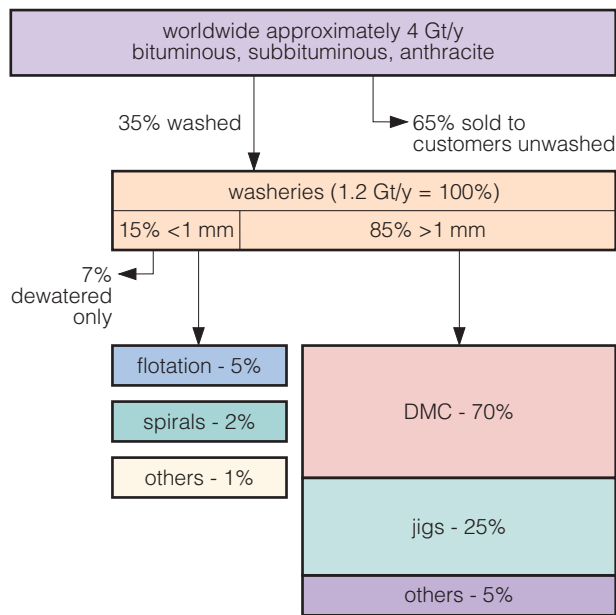 worldwide approximately 4 Gt/y
bituminous, subbituminous, anthracite
35% washed
65% sold to
customers unwashed
washeries (1.2 Gt/y = 100%)
15% <1 mm
85% >1 mm
7%
dewatered
only
flotation - 5%
spirals - 2%
others - 1%
DMC - 70%
jigs - 25%
others - 5%